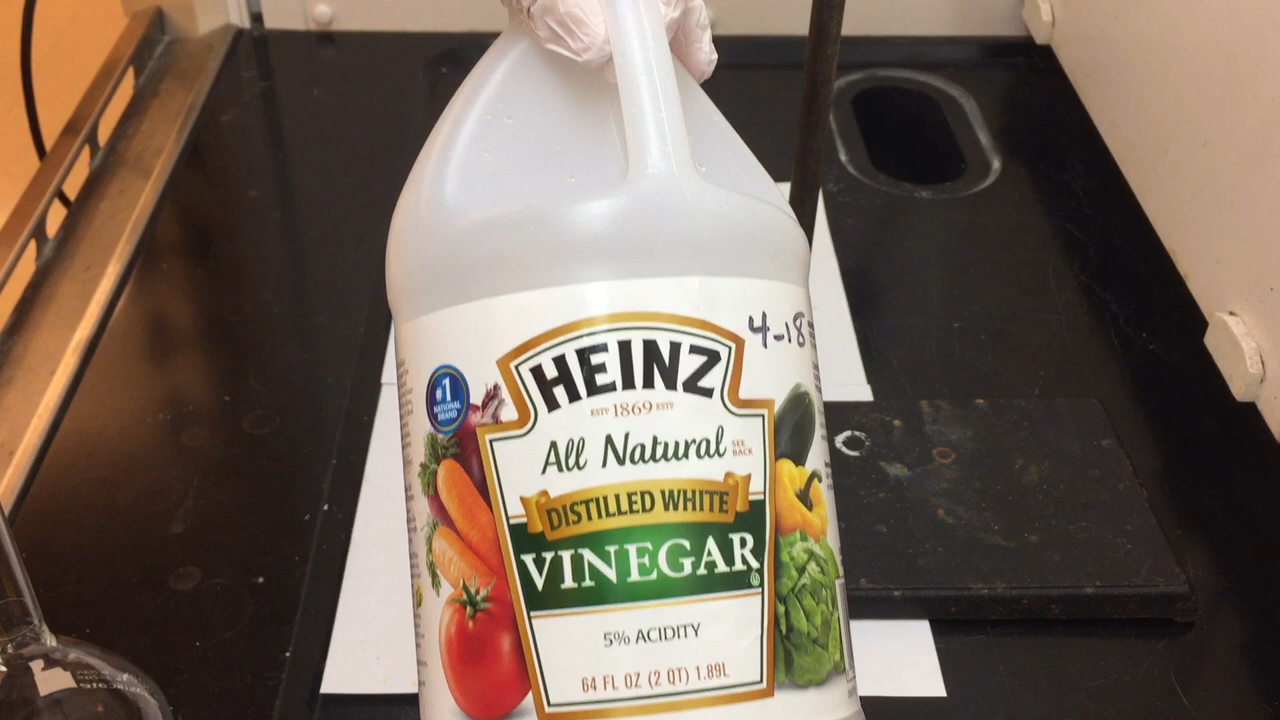 4-18
#1
NATIONAL
BRAND
HEINZ
ESTD 1869 ESTD
All Natural
SEE
BACK
DISTILLED WHITE
VINEGAR
5% ACIDITY
64 FL OZ (2 QT) 1.89L